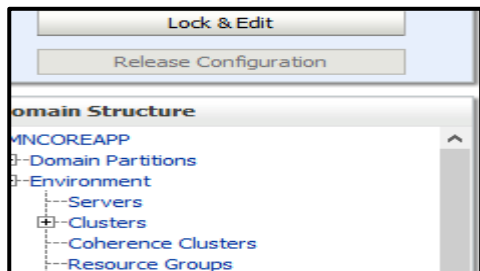 Lock & Edit
Release Configuration
omain Structure
MNCOREAPP
Domain Partitions
Environment
Servers
Clusters
Coherence Clusters
Resource Groups